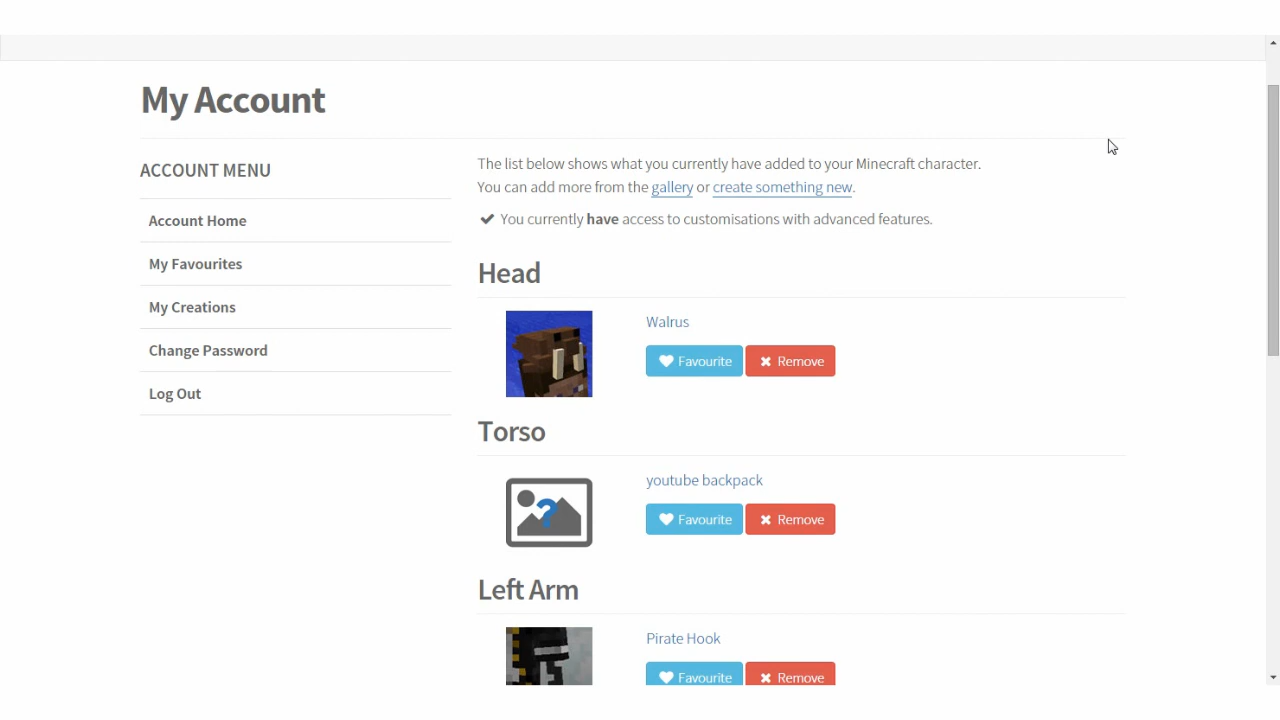 My Account
ACCOUNT MENU
Account Home
My Favourites
My Creations
Change Password
Log Out
The list below shows what you currently have added to your Minecraft character.
You can add more from the gallery or create something new.
You currently have access to customisations with advanced features.
Head
Walrus
Favourite Remove
Torso
youtube backpack
Favourite Remove
Left Arm
Pirate Hook
Favourite Remove